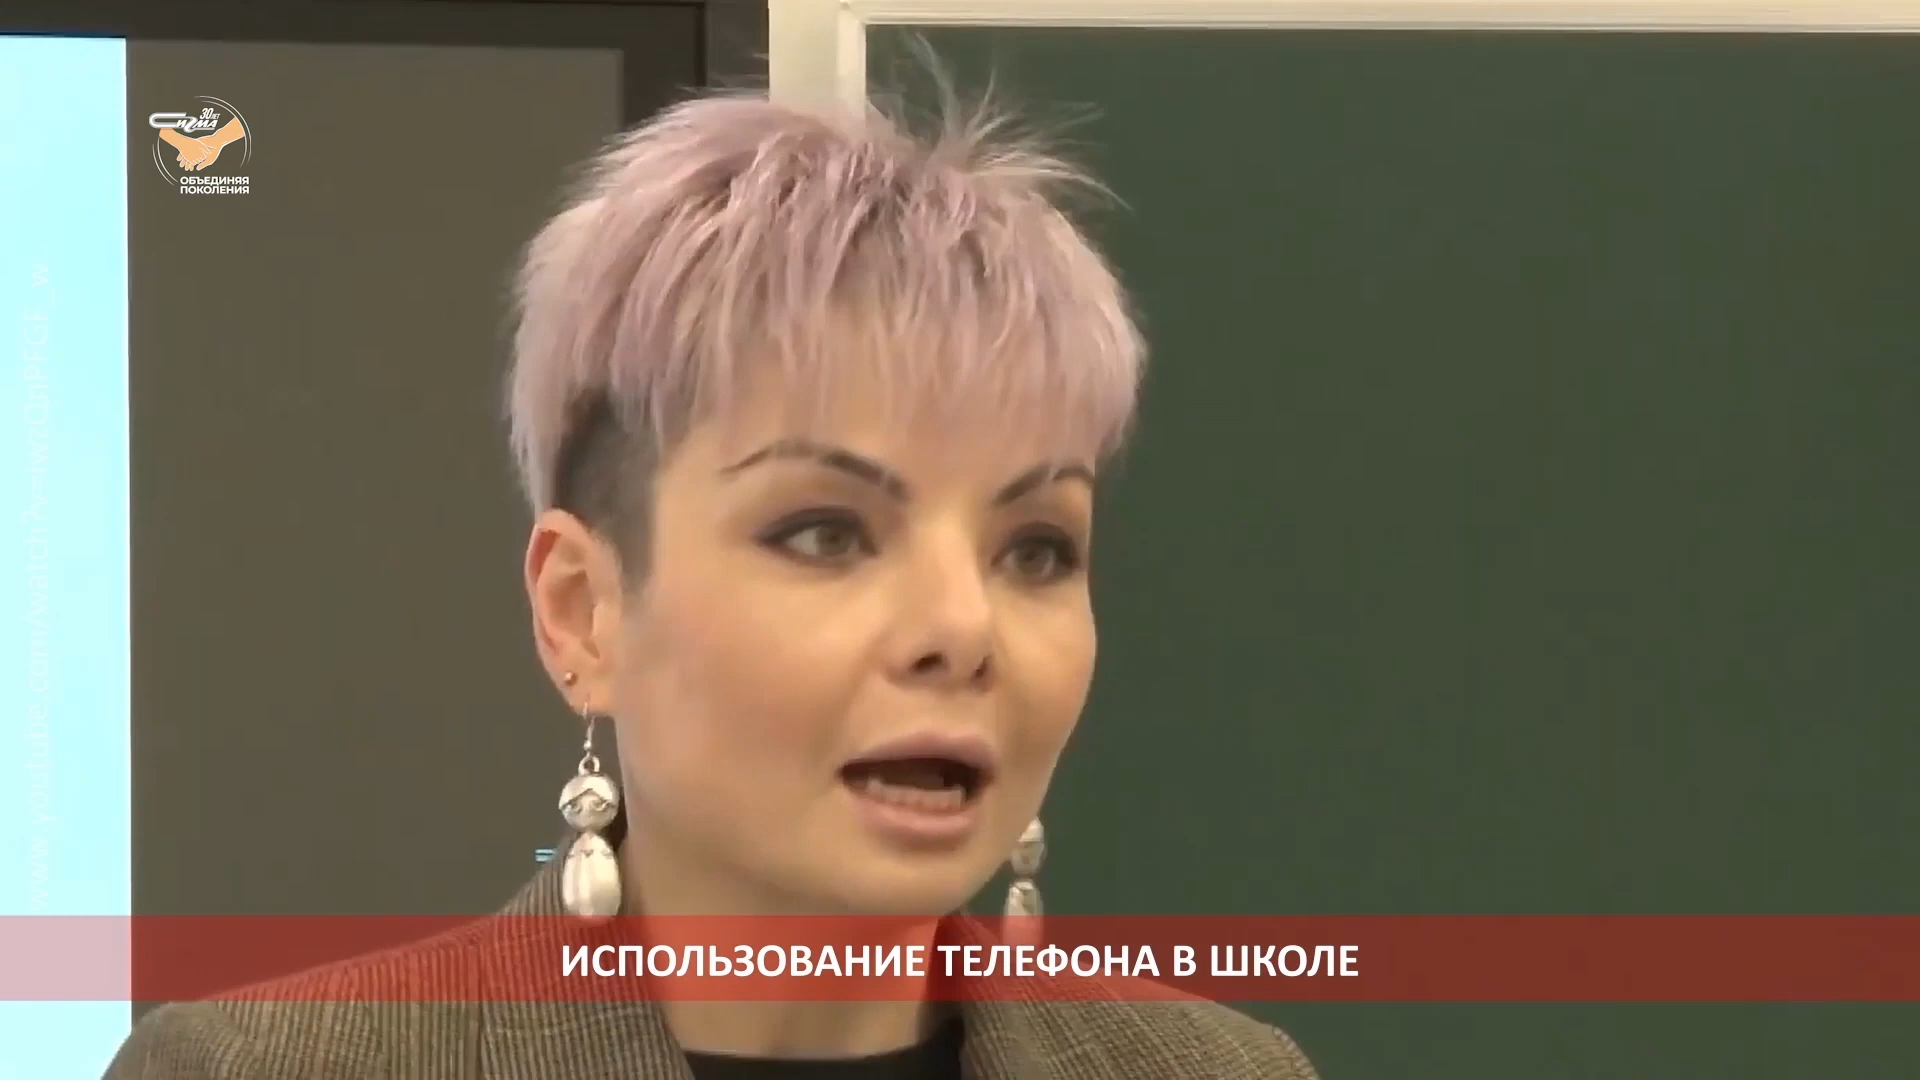 30 ЛЕТ
СИГМА
ОБЪЕДИНЯЯ
ПОКОЛЕНИЯ
ИСПОЛЬЗОВАНИЕ ТЕЛЕФОНА В ШКОЛЕ